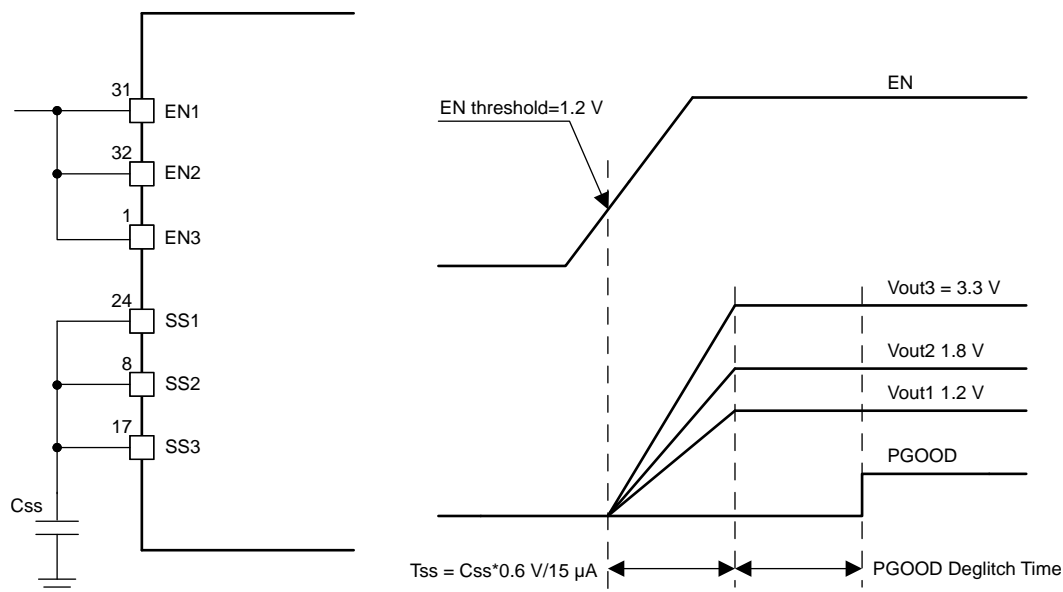 31
EN1
32
EN2
1
EN3
24
SS1
8
SS2
17
SS3
Css
EN
EN threshold=1.2 V
Vout3 = 3.3 V
Vout2 1.8 V
Vout1 1.2 V
PGOOD
Tss = Css*0.6 V/15 µA
PGOOD Deglitch Time